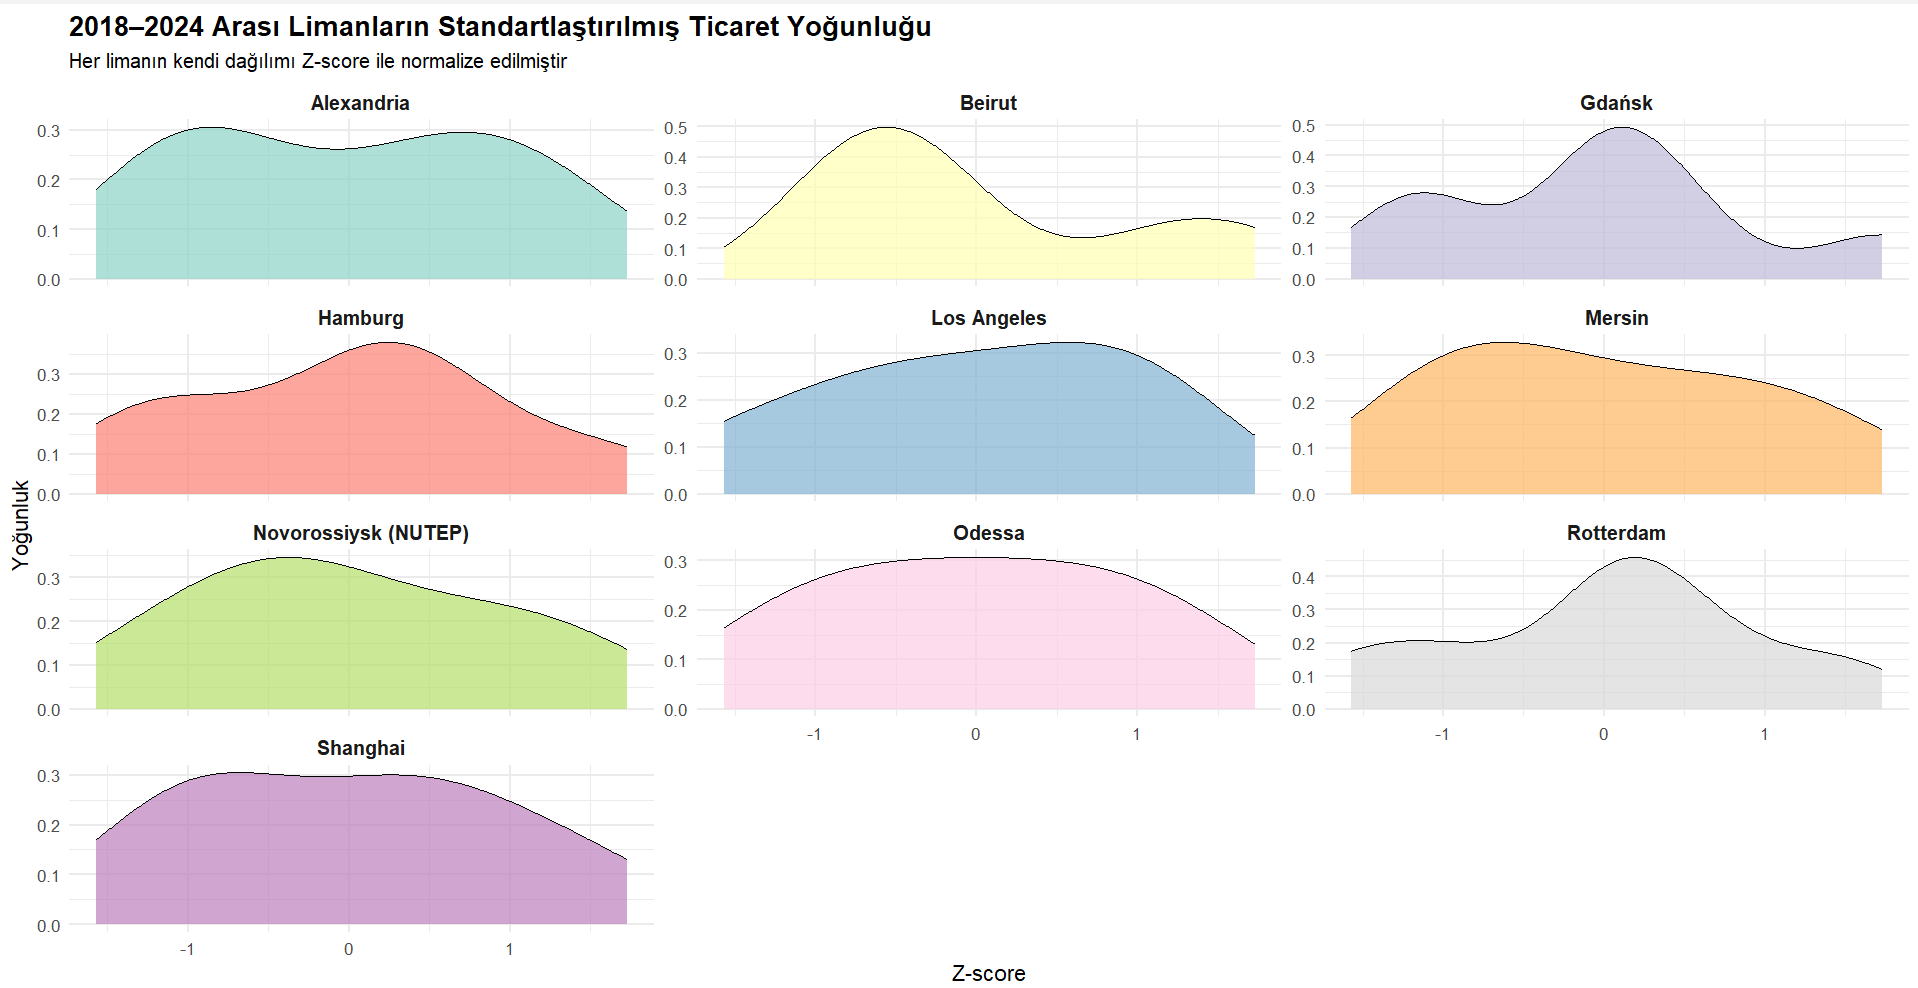 2018–2024 Arası Limanların Standartlaştırılmış Ticaret Yoğunluğu
Her limanın kendi dağılımı Z-score ile normalize edilmiştir
Alexandria
0.3
0.2
0.1
0.0
Beirut
0.5
0.4
0.3
0.2
0.1
0.0
Gdańsk
0.5
0.4
0.3
0.2
0.1
0.0
Hamburg
0.3
0.2
0.1
0.0
Los Angeles
0.3
0.2
0.1
0.0
Mersin
0.3
0.2
0.1
0.0
Yoğunluk
Novorossiysk (NUTEP)
0.3
0.2
0.1
0.0
Odessa
0.3
0.2
0.1
0.0
-1 0 1
Rotterdam
0.4
0.3
0.2
0.1
0.0
-1 0 1
Shanghai
0.3
0.2
0.1
0.0
-1 0 1
Z-score